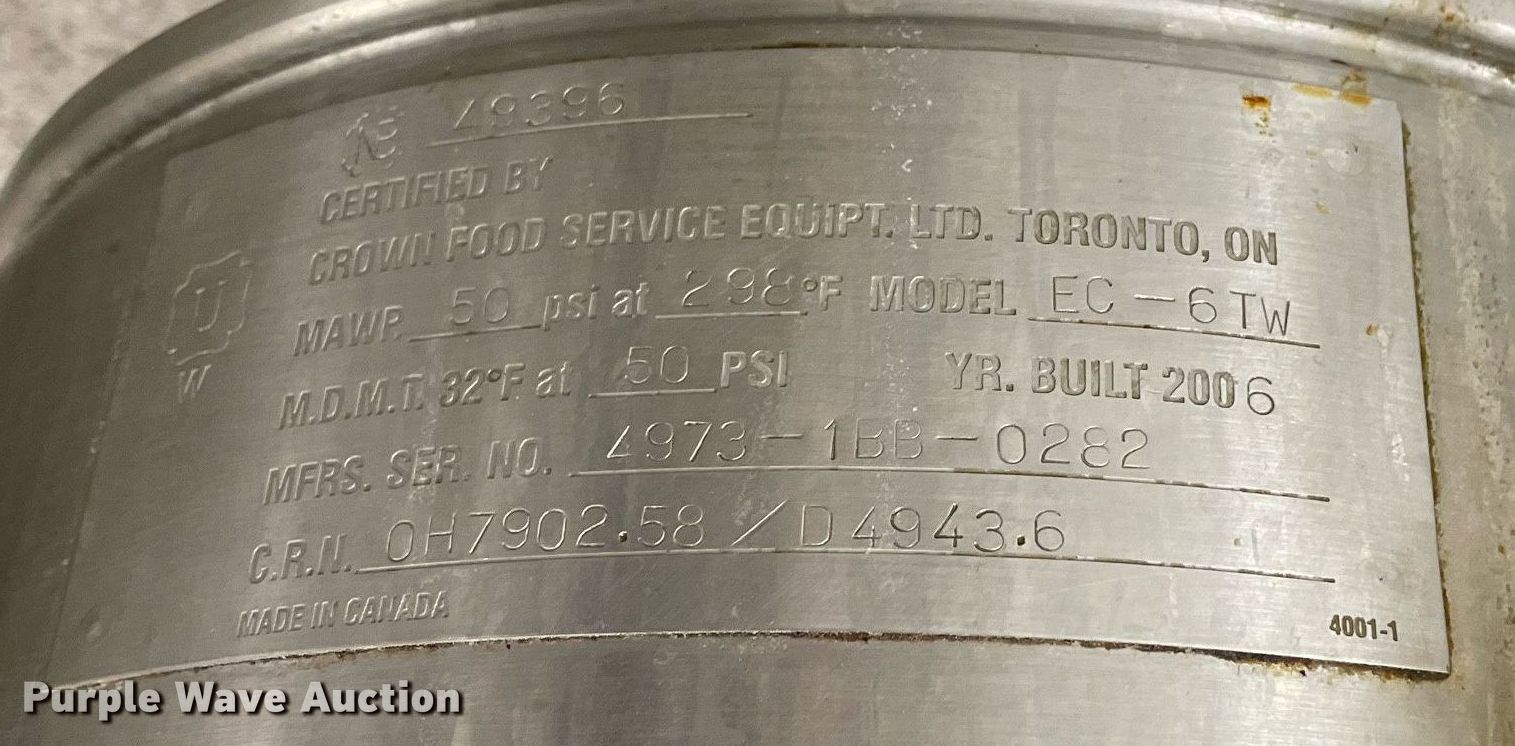 NB 49396
CERTIFIED BY
CROWN FOOD SERVICE EQUIPT. LTD. TORONTO, ON
U
W
MAWP. 50 psi at 298°F MODEL EC-6TW
M.D.M.T. 32°F at 50 PSI YR. BUILT 2006
MFRS. SER. NO. 4973-1BB-0282
C.R.N. 0H7902.58/D4943.6
MADE IN CANADA
4001-1
Purple Wave Auction